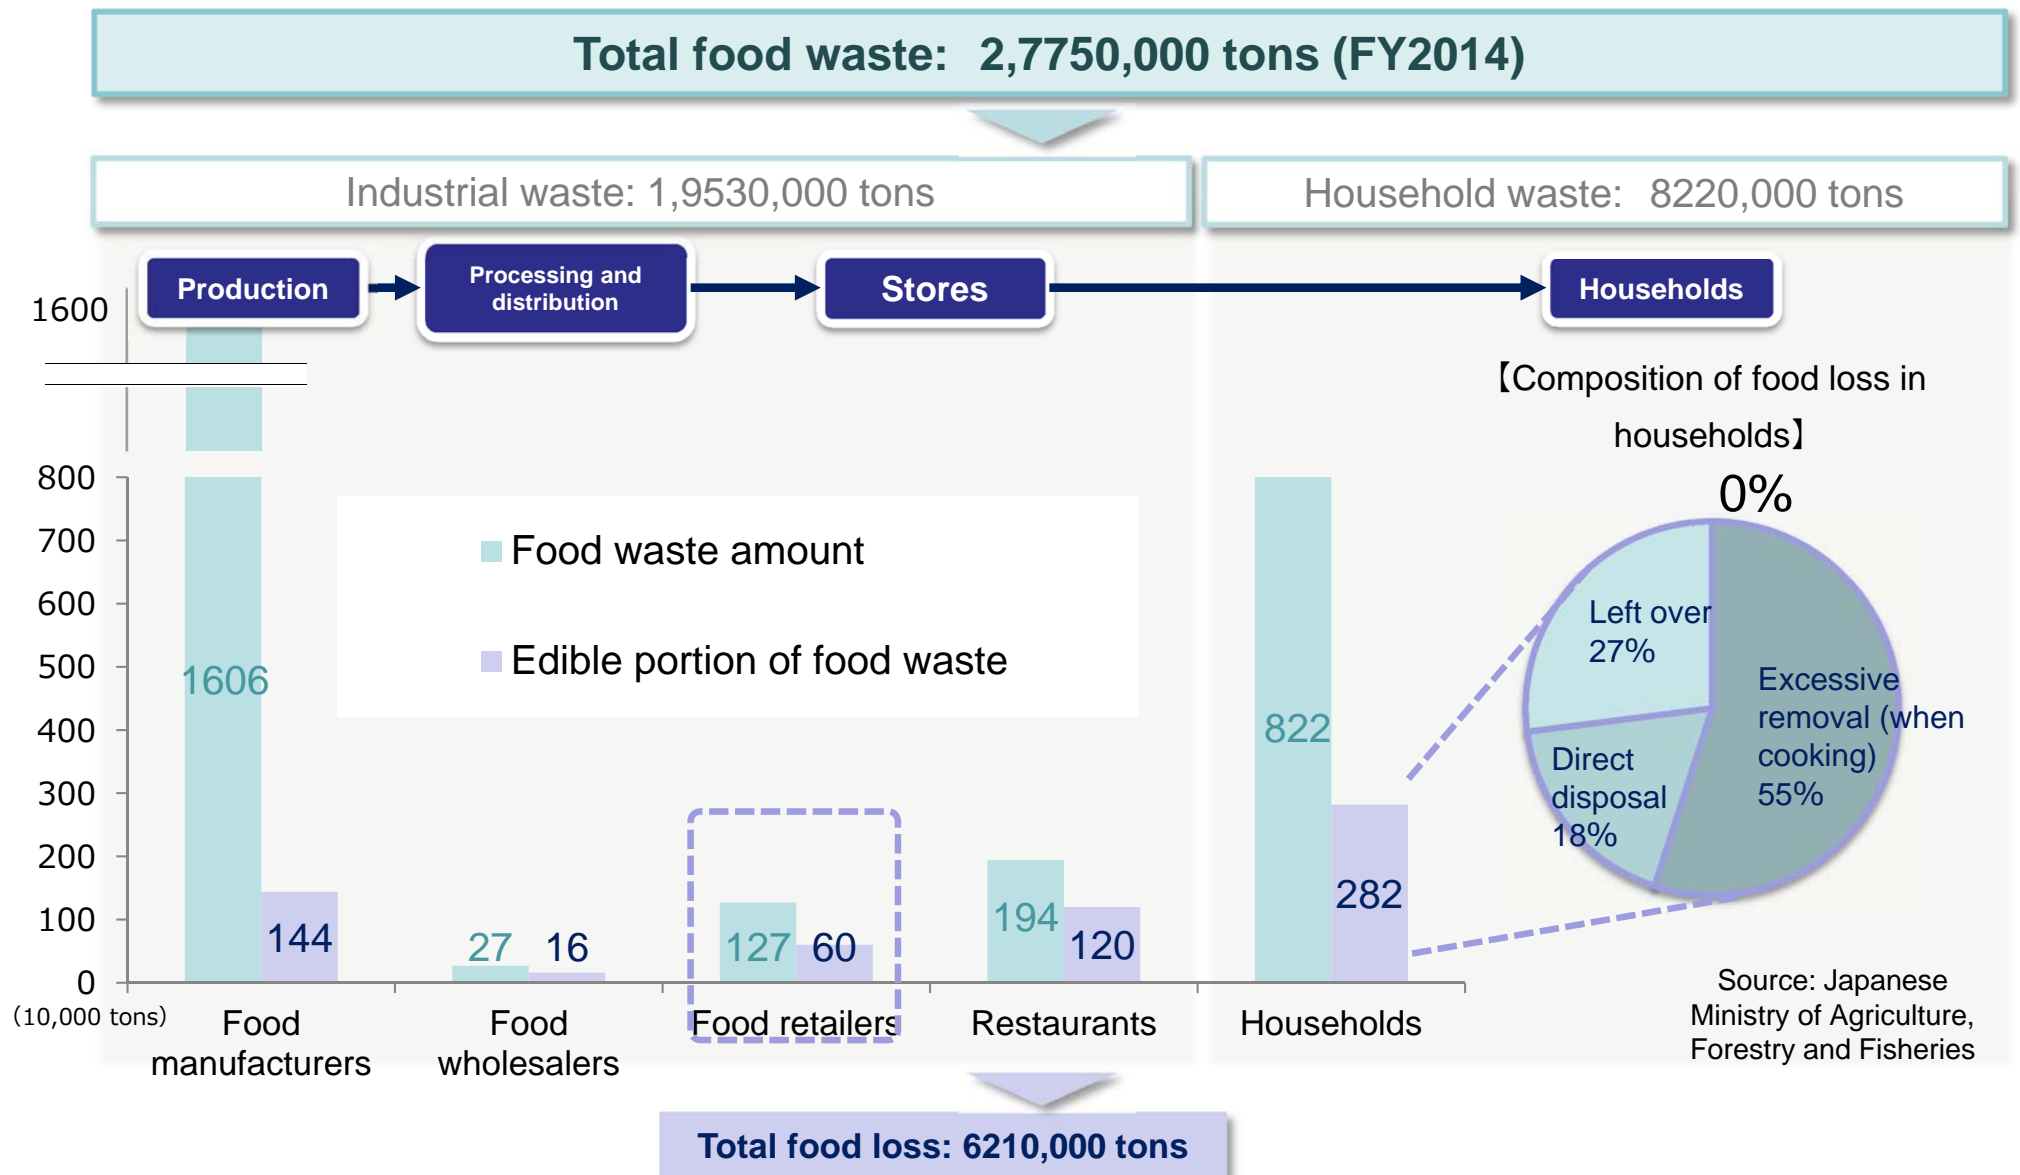 Total food waste: 2,7750,000 tons (FY2014)
Industrial waste: 1,9530,000 tons
Household waste: 8220,000 tons
Production
Processing and
distribution
Stores
Households
1600
【Composition of food loss in
households】
0%
800
700
600
500
400
300
200
100
0
(10,000 tons)
Food waste amount
Edible portion of food waste
1606
144
27
16
127
60
194
120
822
282
Left over
27%
Excessive
removal (when
cooking)
55%
Direct
disposal
18%
Food
manufacturers
Food
wholesalers
Food retailers
Restaurants
Households
Source: Japanese
Ministry of Agriculture,
Forestry and Fisheries
Total food loss: 6210,000 tons